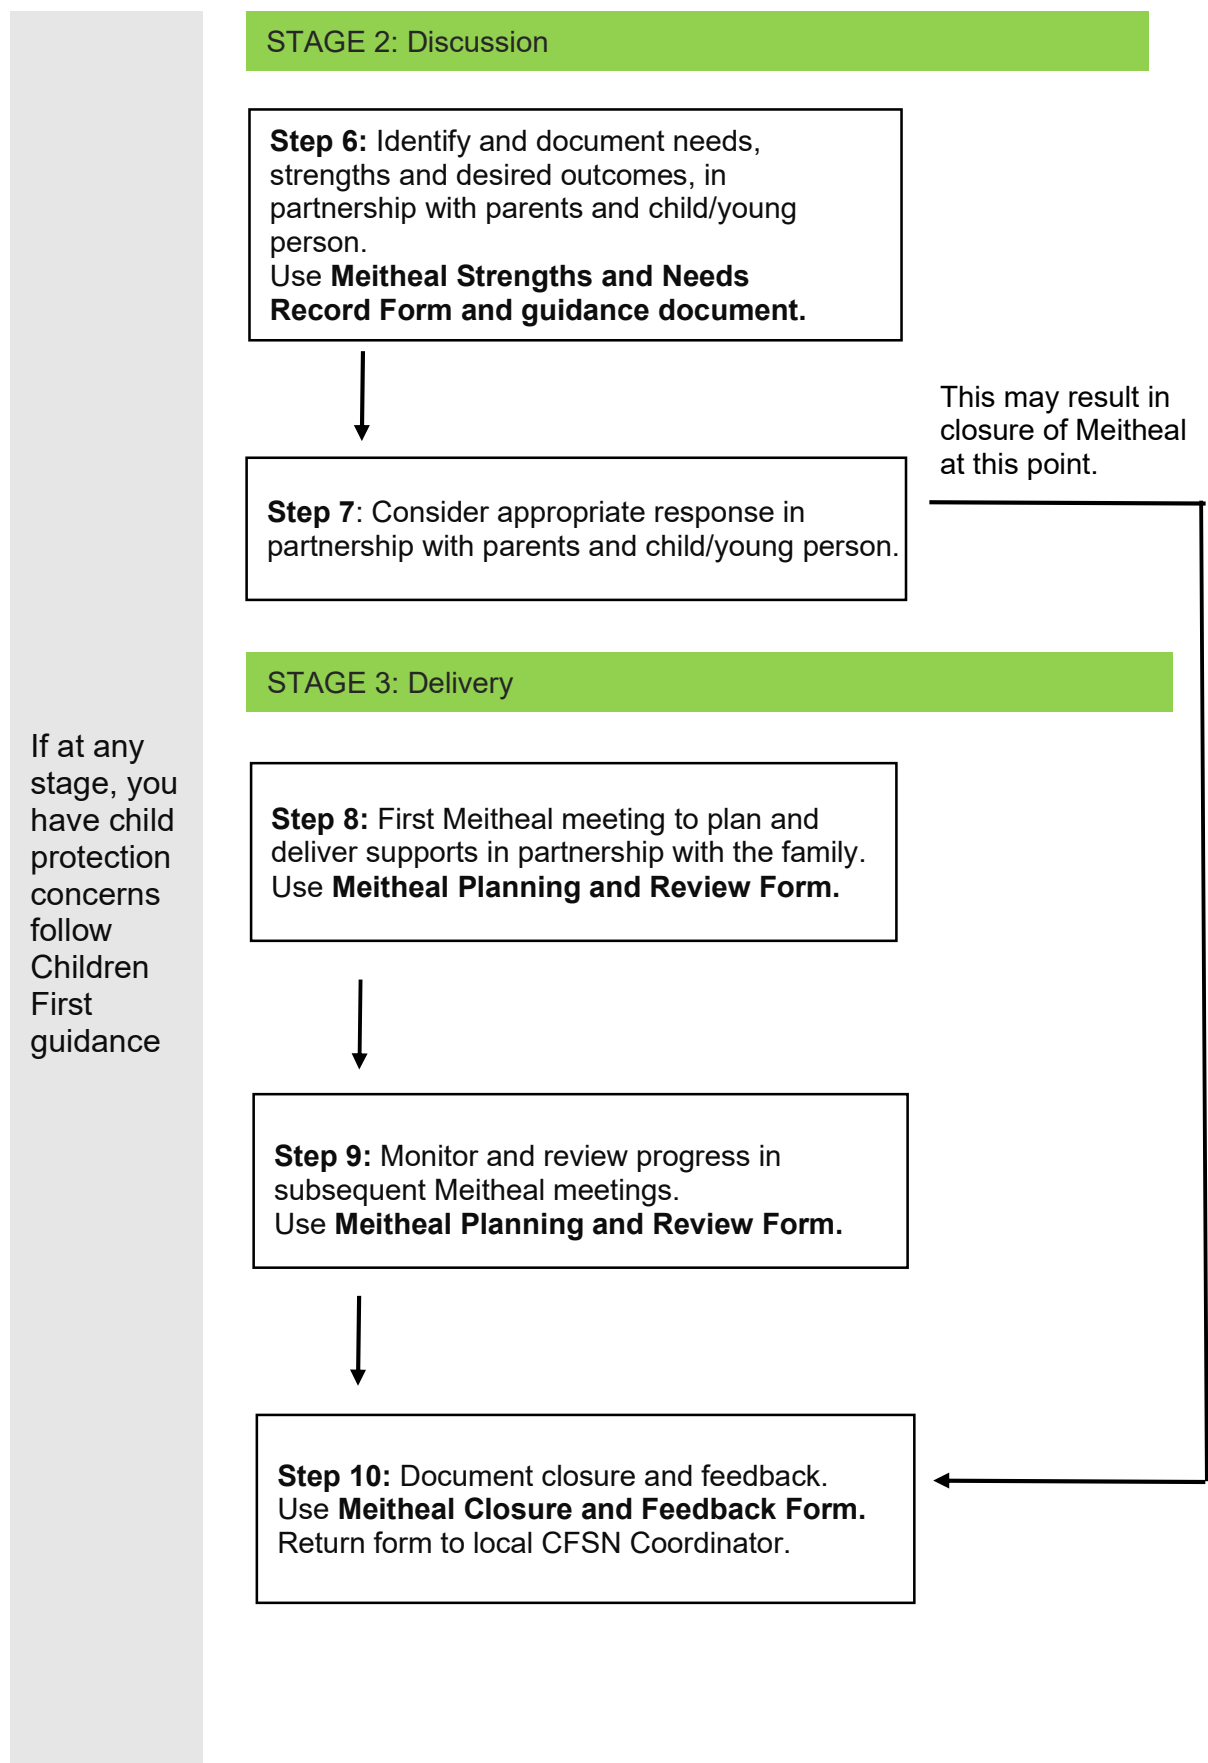 STAGE 2: Discussion
Step 6: Identify and document needs,
strengths and desired outcomes, in
partnership with parents and child/young
person.
Use Meitheal Strengths and Needs
Record Form and guidance document.
This may result in
closure of Meitheal
at this point.
Step 7: Consider appropriate response in
partnership with parents and child/young person.
STAGE 3: Delivery
If at any
stage, you
have child
protection
concerns
follow
Children
First
guidance
Step 8: First Meitheal meeting to plan and
deliver supports in partnership with the family.
Use Meitheal Planning and Review Form.
Step 9: Monitor and review progress in
subsequent Meitheal meetings.
Use Meitheal Planning and Review Form.
Step 10: Document closure and feedback.
Use Meitheal Closure and Feedback Form.
Return form to local CFSN Coordinator.